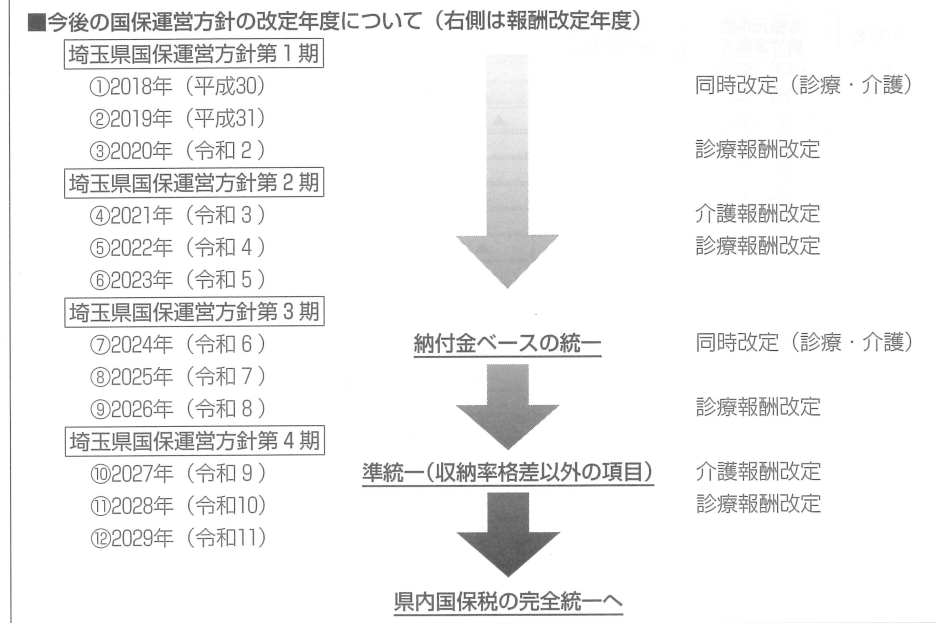 ■今後の国保運営方針の改定年度について（右側は報酬改定年度）
埼玉県国保運営方針第1期
①2018年（平成30） 同時改定（診療・介護）
②2019年（平成31）
③2020年（令和2） 診療報酬改定
埼玉県国保運営方針第2期
④2021年（令和3） 介護報酬改定
⑤2022年（令和4） 診療報酬改定
⑥2023年（令和5）
埼玉県国保運営方針第3期
⑦2024年（令和6） 納付金ベースの統一 同時改定（診療・介護）
⑧2025年（令和7）
⑨2026年（令和8） 診療報酬改定
埼玉県国保運営方針第4期
⑩2027年（令和9） 準統一（収納率格差以外の項目） 介護報酬改定
⑪2028年（令和10） 診療報酬改定
⑫2029年（令和11）
県内国保税の完全統一へ